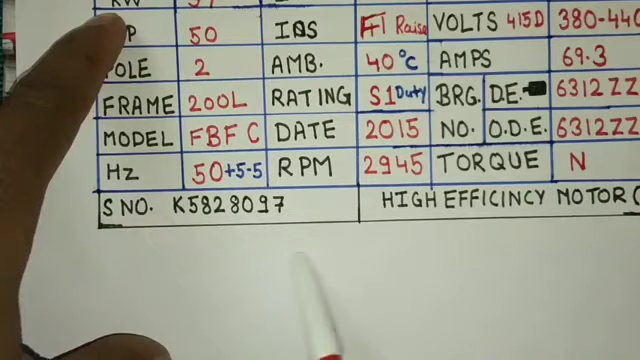 50 INS F1 Raise VOLTS 415D 380-440
POLE 2 AMB. 40°C AMPS 69.3
FRAME 200L RATING S1 Duty BRG. D.E. 6312ZZ
MODEL FBFC DATE 2015 NO. O.D.E. 6312ZZ
HZ 50+5-5 RPM 2945 TORQUE N
S NO. K5828097 HIGH EFFICINCY MOTOR(